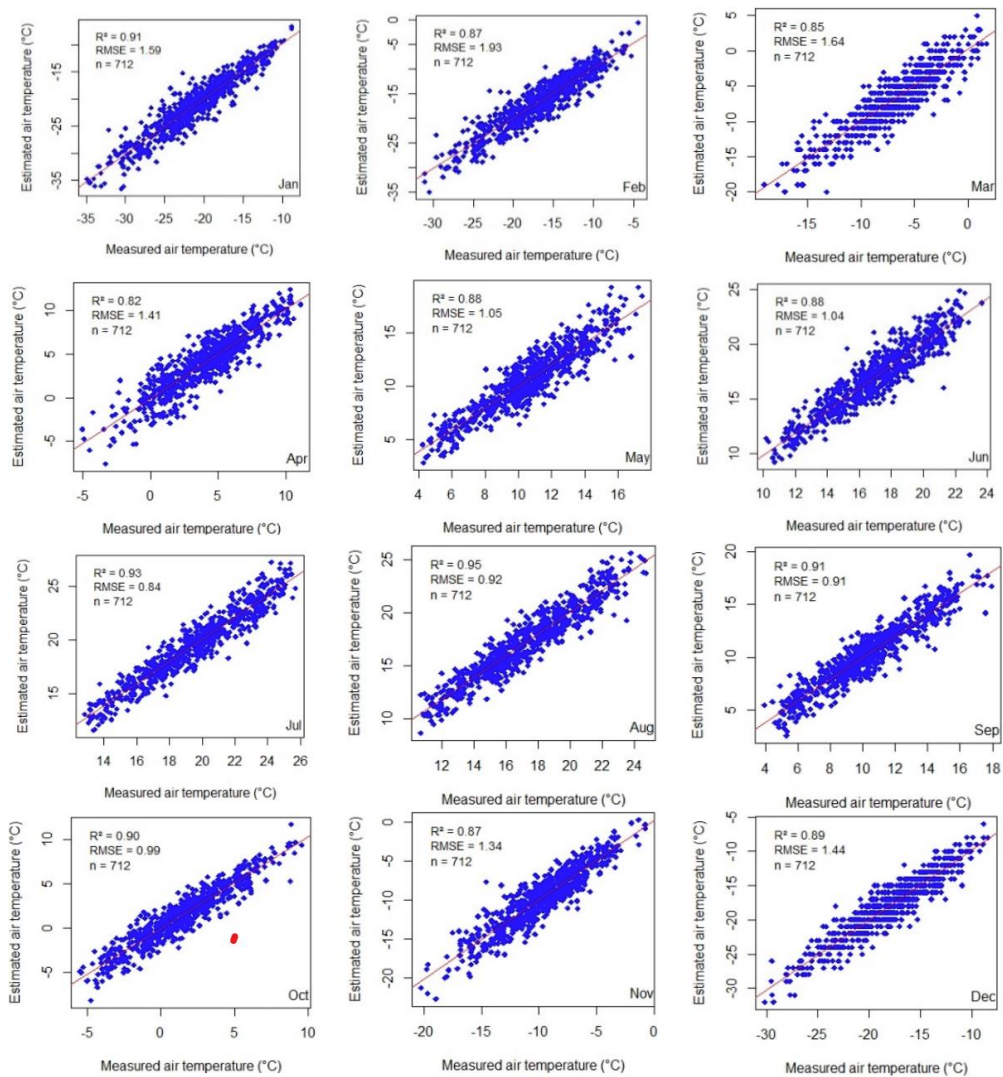 R² = 0.91
RMSE = 1.59
n = 712
-15
-25
-35
Estimated air temperature (°C)
Jan
-35 -30 -25 -20 -15 -10
Measured air temperature (°C)
R² = 0.87
RMSE = 1.93
n = 712
0
-5
-15
-25
-35
Estimated air temperature (°C)
Feb
-30 -25 -20 -15 -10 -5
Measured air temperature (°C)
R² = 0.85
RMSE = 1.64
n = 712
5
0
-5
-10
-15
-20
Estimated air temperature (°C)
Mar
-15 -10 -5 0
Measured air temperature (°C)
R² = 0.82
RMSE = 1.41
n = 712
10
5
0
-5
Estimated air temperature (°C)
Apr
-5 0 5 10
Measured air temperature (°C)
R² = 0.88
RMSE = 1.05
n = 712
15
10
5
Estimated air temperature (°C)
May
4 6 8 10 12 14 16
Measured air temperature (°C)
R² = 0.88
RMSE = 1.04
n = 712
25
20
15
10
Estimated air temperature (°C)
Jun
10 12 14 16 18 20 22 24
Measured air temperature (°C)
R² = 0.93
RMSE = 0.84
n = 712
25
20
15
Estimated air temperature (°C)
Jul
14 16 18 20 22 24 26
Measured air temperature (°C)
R² = 0.95
RMSE = 0.92
n = 712
25
20
15
10
Estimated air temperature (°C)
Aug
12 14 16 18 20 22 24
Measured air temperature (°C)
R² = 0.91
RMSE = 0.91
n = 712
20
15
10
5
Estimated air temperature (°C)
Sep
4 6 8 10 12 14 16 18
Measured air temperature (°C)
R² = 0.90
RMSE = 0.99
n = 712
10
5
0
-5
Estimated air temperature (°C)
Oct
-5 0 5 10
Measured air temperature (°C)
R² = 0.87
RMSE = 1.34
n = 712
0
-5
-10
-15
-20
Estimated air temperature (°C)
Nov
-20 -15 -10 -5 0
Measured air temperature (°C)
R² = 0.89
RMSE = 1.44
n = 712
-5
-10
-15
-20
-25
-30
Estimated air temperature (°C)
Dec
-30 -25 -20 -15 -10
Measured air temperature (°C)